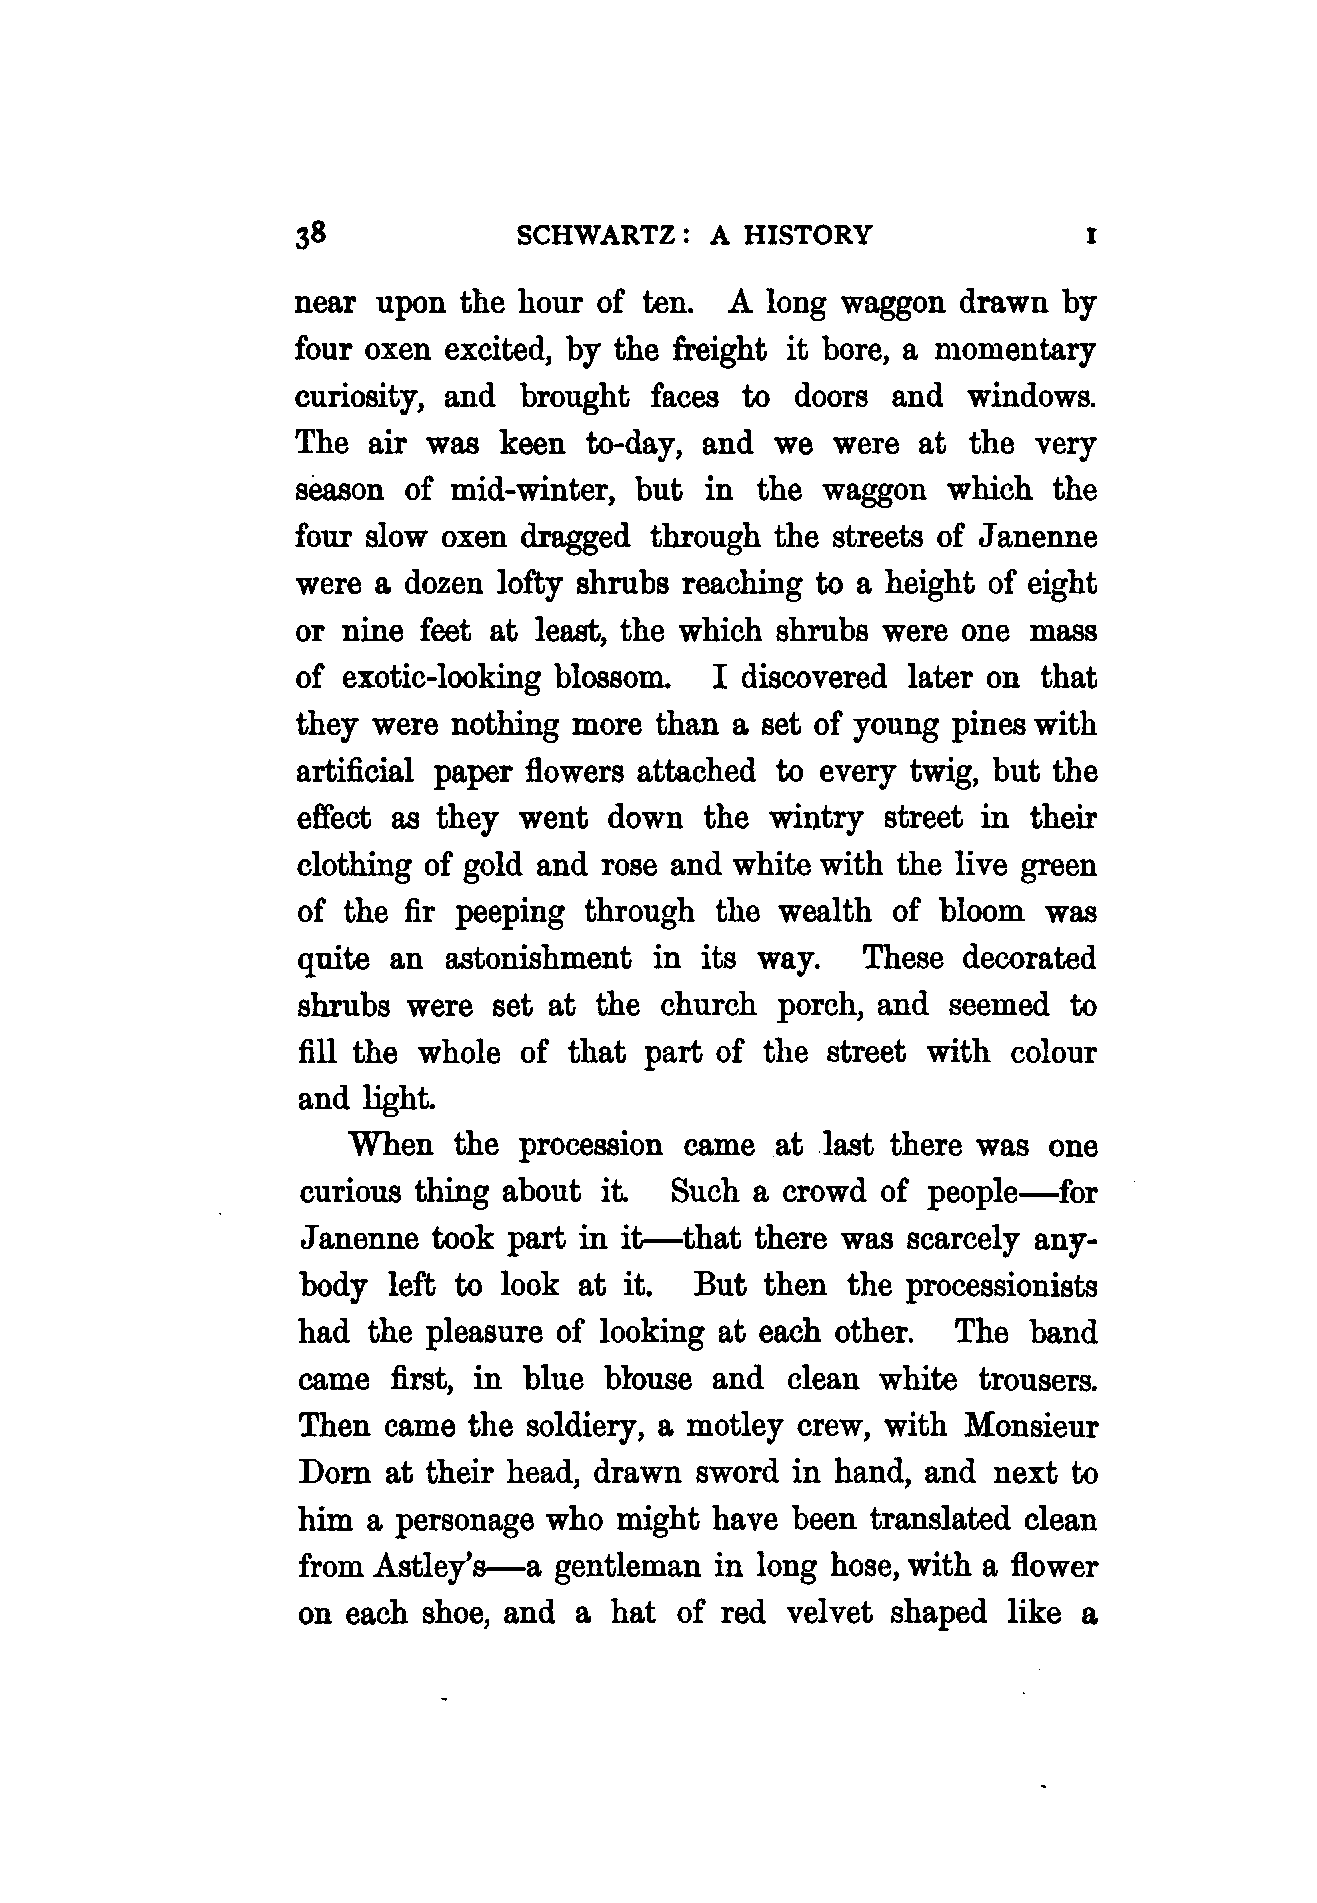 38 SCHWARTZ: A HISTORY I
near upon the hour of ten. A long waggon drawn by
four oxen excited, by the freight it bore, a momentary
curiosity, and brought faces to doors and windows.
The air was keen to-day, and we were at the very
season of mid-winter, but in the waggon which the
four slow oxen dragged through the streets of Janenne
were a dozen lofty shrubs reaching to a height of eight
or nine feet at least, the which shrubs were one mass
of exotic-looking blossom. I discovered later on that
they were nothing more than a set of young pines with
artificial paper flowers attached to every twig, but the
effect as they went down the wintry street in their
clothing of gold and rose and white with the live green
of the fir peeping through the wealth of bloom was
quite an astonishment in its way. These decorated
shrubs were set at the church porch, and seemed to
fill the whole of that part of the street with colour
and light.
When the procession came at last there was one
curious thing about it. Such a crowd of people—for
Janenne took part in it—that there was scarcely any-
body left to look at it. But then the processionists
had the pleasure of looking at each other. The band
came first, in blue blouse and clean white trousers.
Then came the soldiery, a motley crew, with Monsieur
Dorn at their head, drawn sword in hand, and next to
him a personage who might have been translated clean
from Astley's—a gentleman in long hose, with a flower
on each shoe, and a hat of red velvet shaped like a